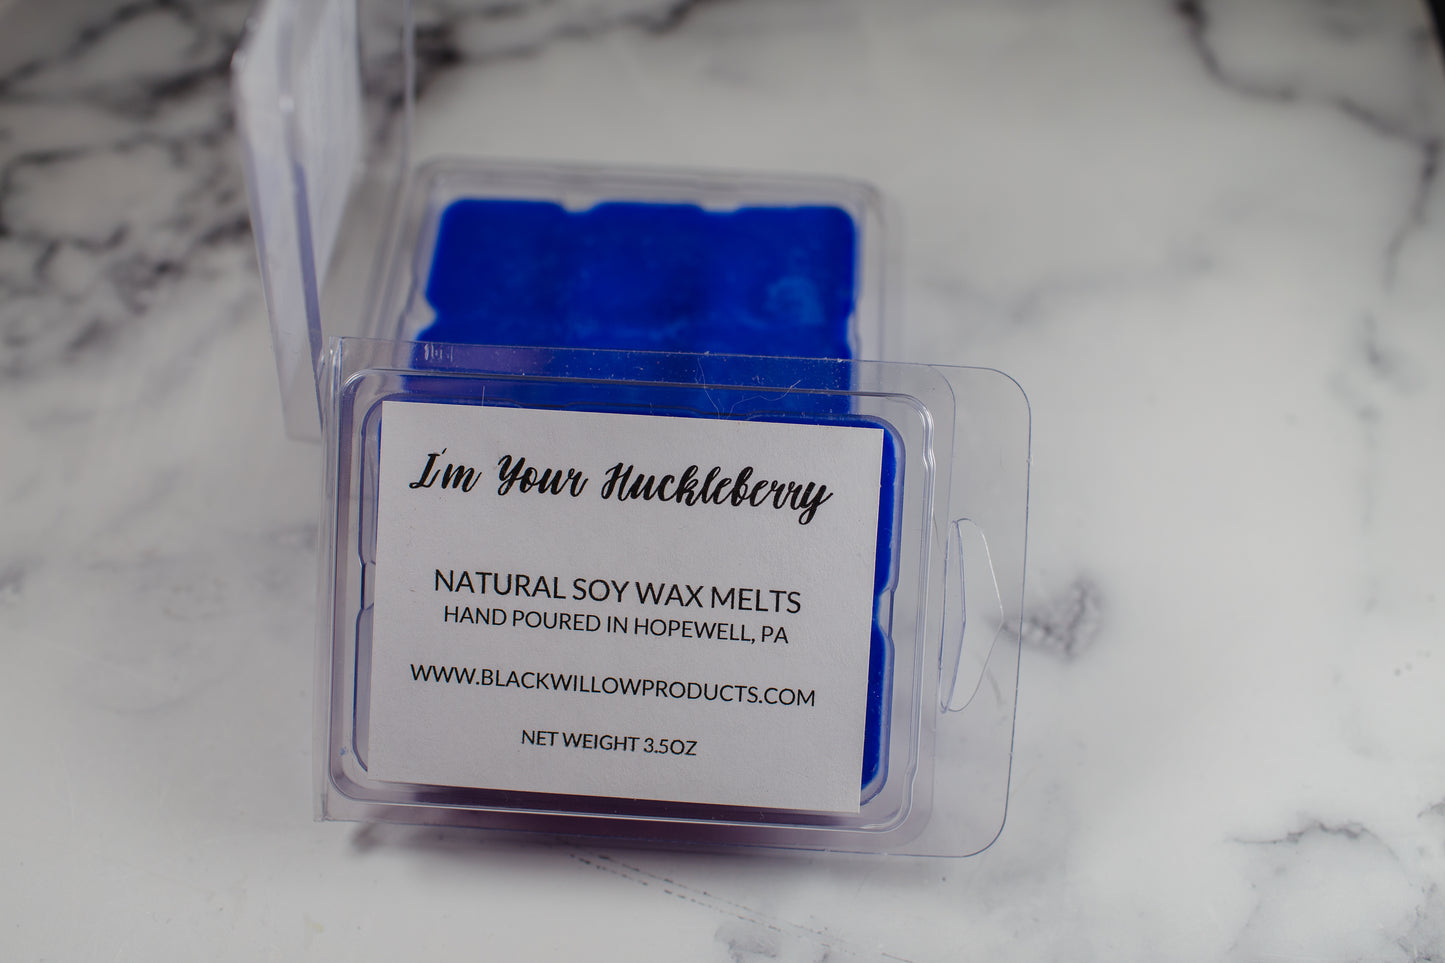 I'm Your Huckleberry
NATURAL SOY WAX MELTS
HAND POURED IN HOPEWELL, PA
WWW.BLACKWILLOWPRODUCTS.COM
NET WEIGHT 3.5OZ